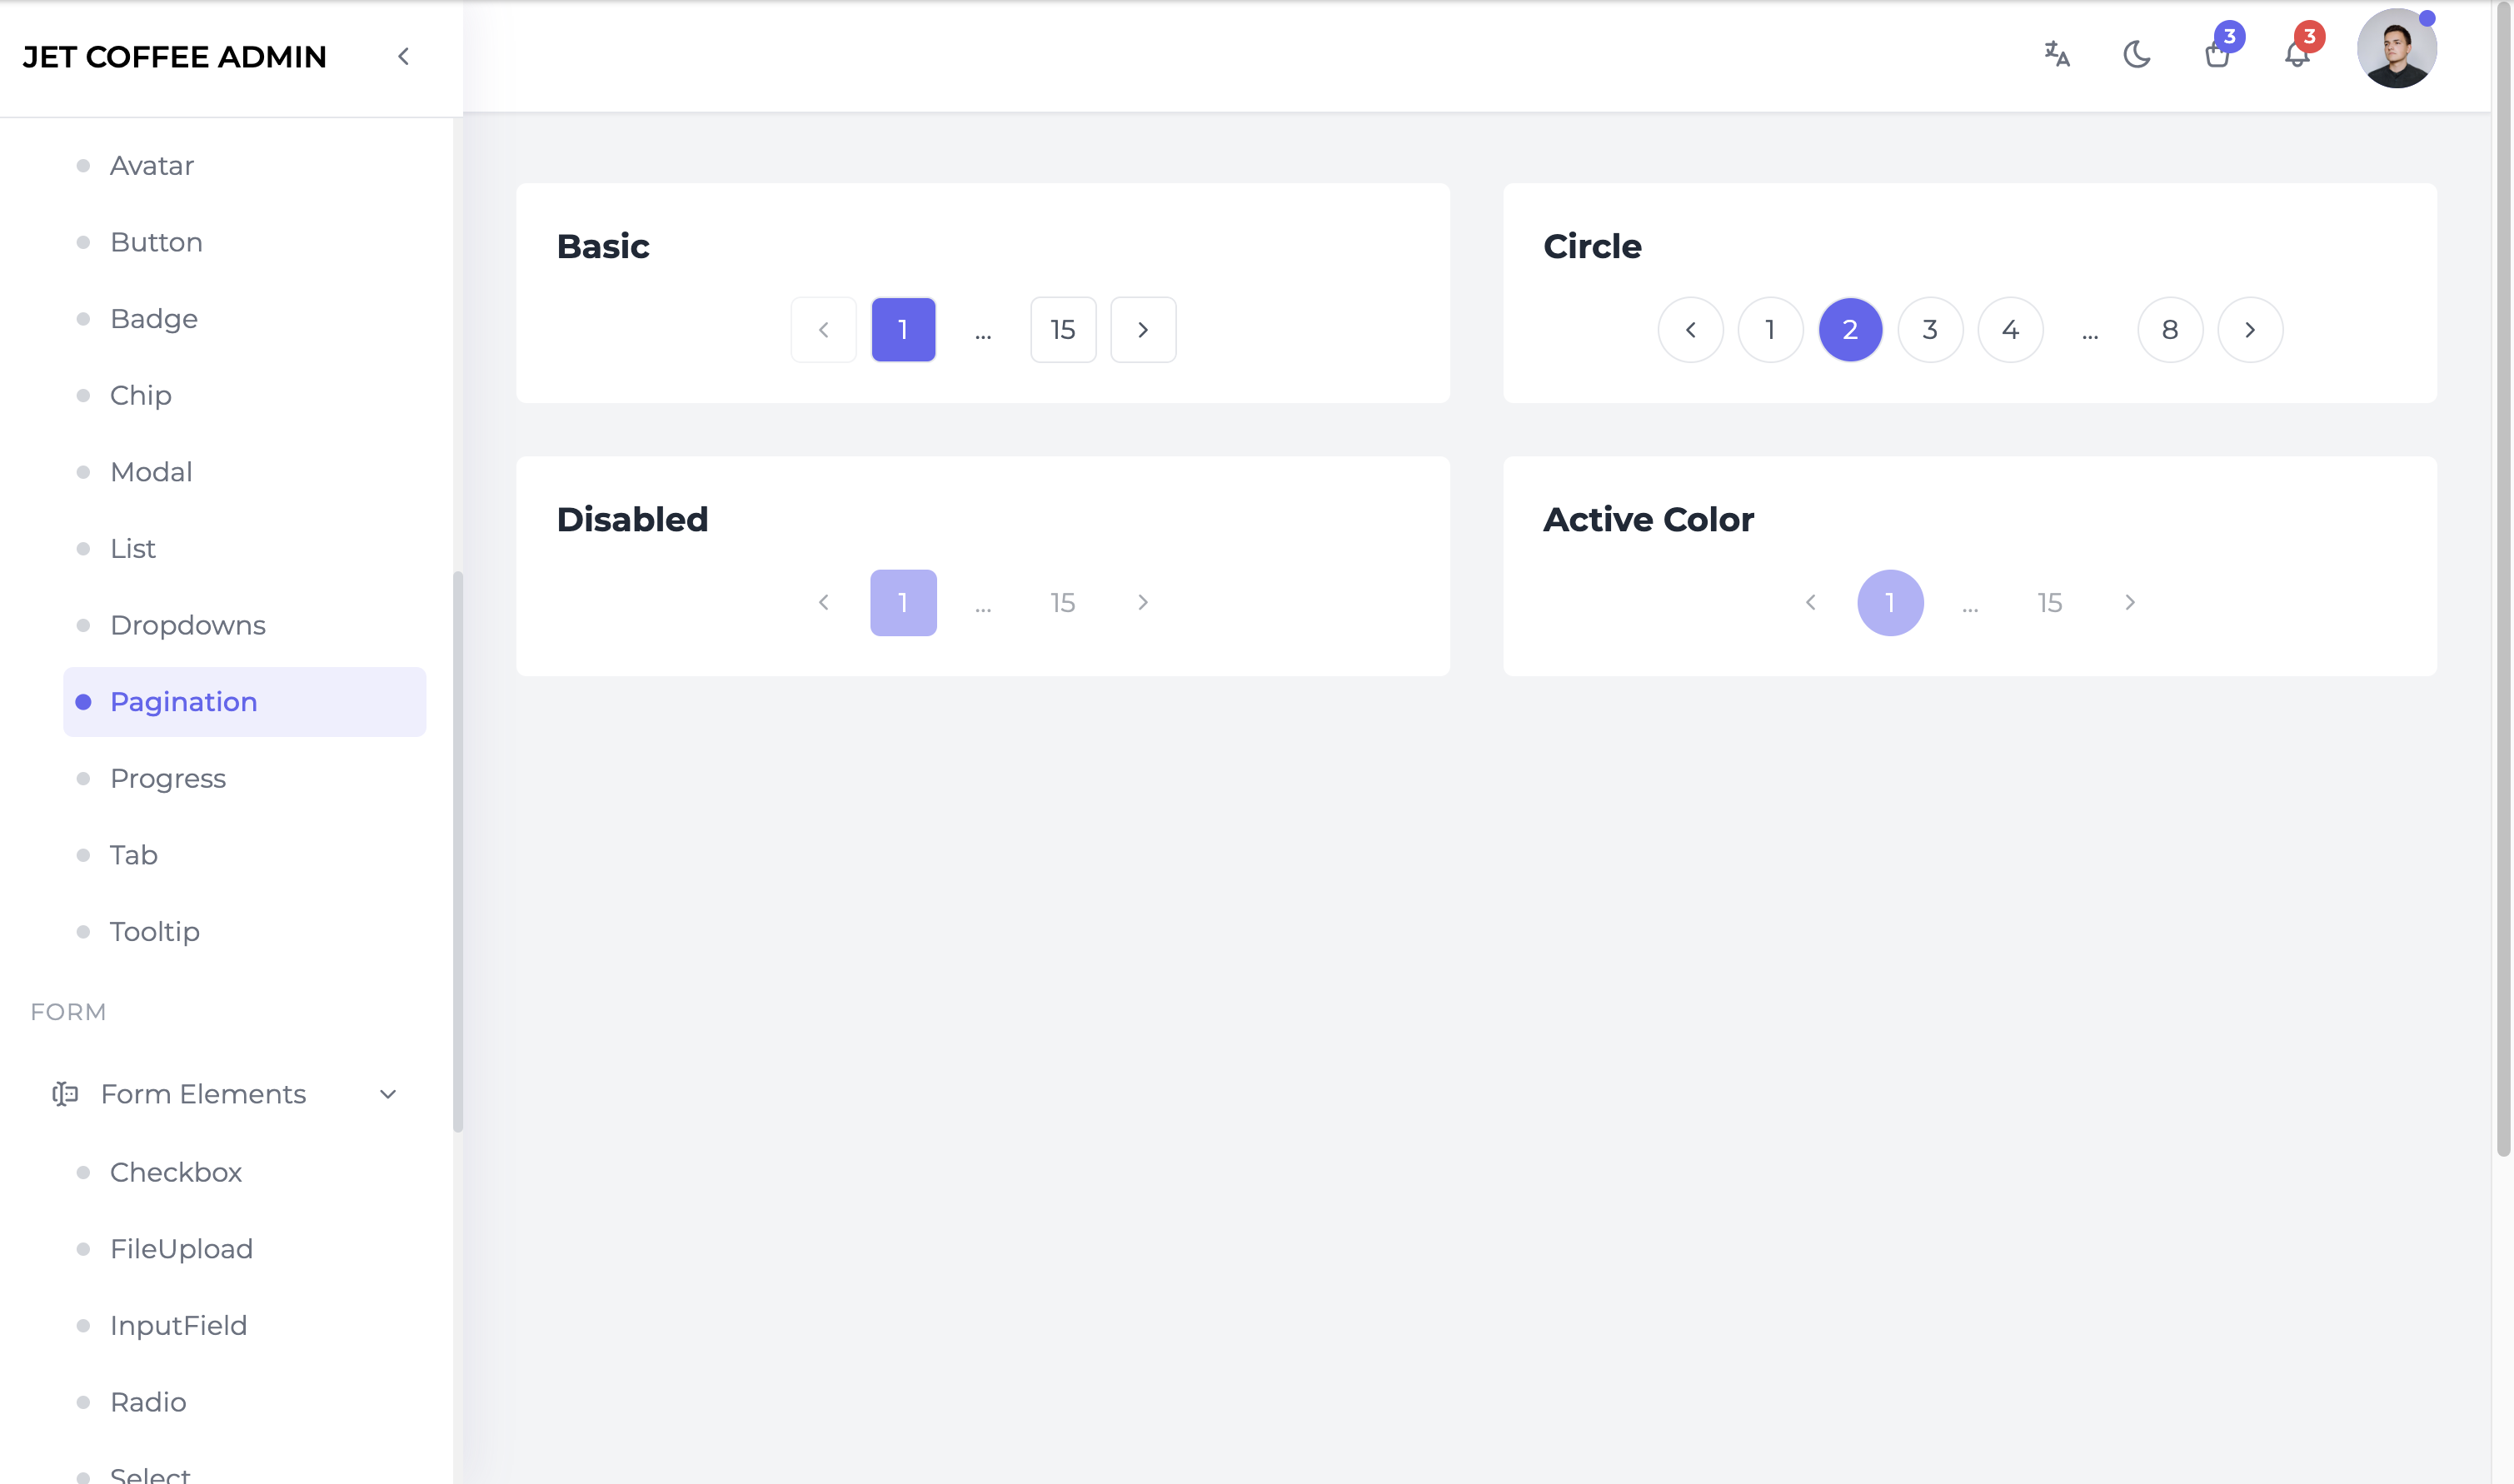 JET COFFEE ADMIN
3
3
Avatar
Button
Badge
Chip
Modal
List
Dropdowns
Pagination
Progress
Tab
Tooltip
FORM
Form Elements
Checkbox
FileUpload
InputField
Radio
Select
Basic
1 ... 15
Circle
1 2 3 4 ... 8
Disabled
1 ... 15
Active Color
1 ... 15